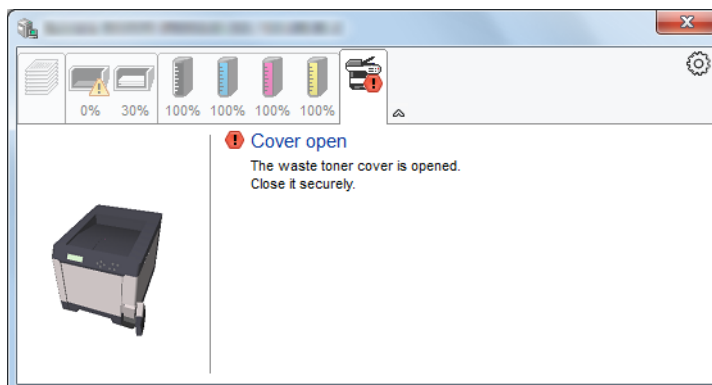 0% 30% 100% 100% 100% 100%
Cover open
The waste toner cover is opened.
Close it securely.